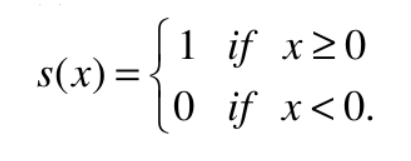 s(x) = { 1 if x ≥ 0
0 if x < 0.